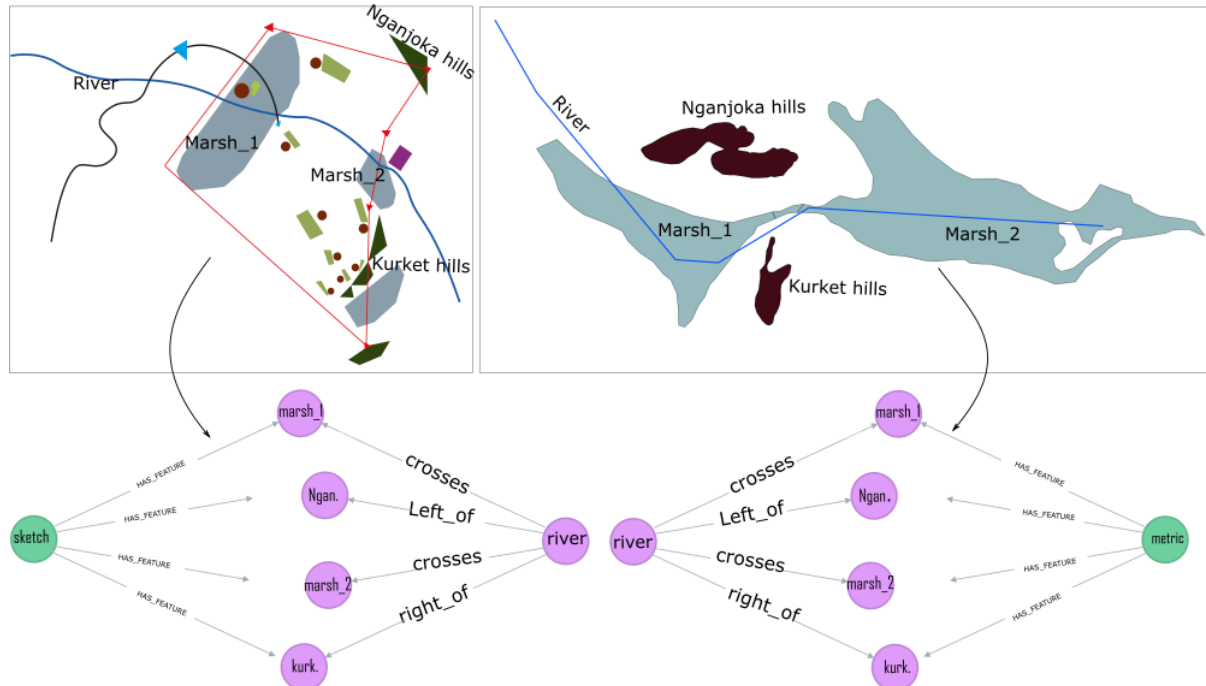 Nganjoka hills
River
Marsh_1
Marsh_2
Kurket hills
River
Nganjoka hills
Marsh_1
Marsh_2
Kurket hills
marsh_1
HAS_FEATURE
crosses
Ngan.
HAS_FEATURE
Left_of
sketch
river
HAS_FEATURE
crosses
marsh_2
HAS_FEATURE
right_of
kurk.
marsh_1
crosses
HAS_FEATURE
Ngan.
Left_of
HAS_FEATURE
river
metric
crosses
HAS_FEATURE
marsh_2
right_of
HAS_FEATURE
kurk.